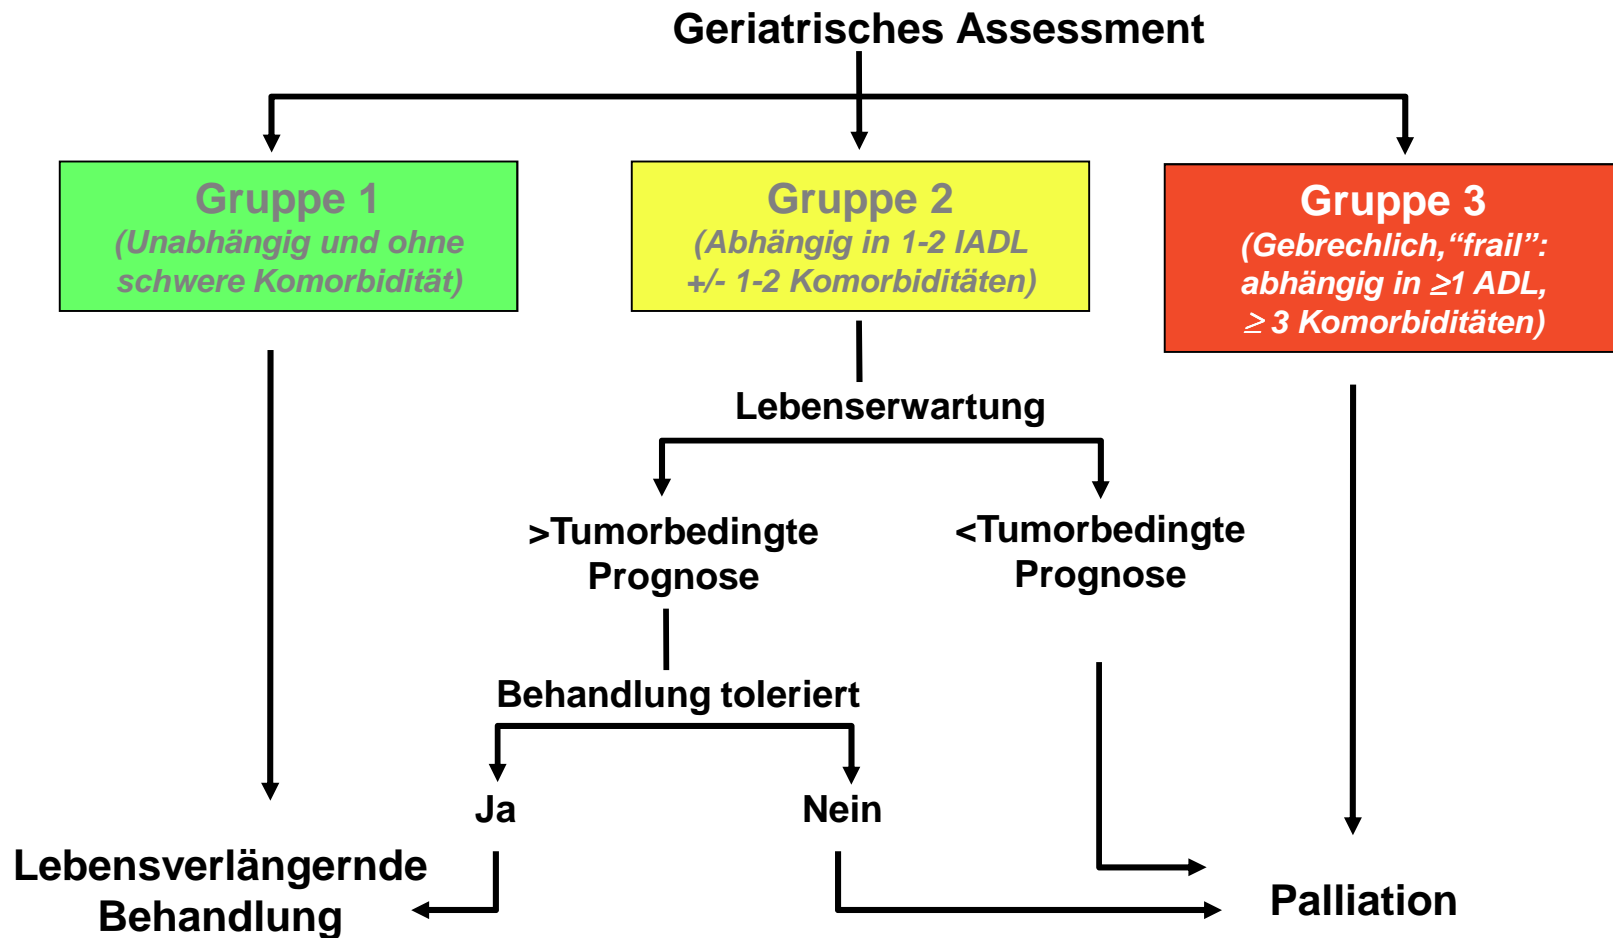 Geriatrisches Assessment
Gruppe 1
(Unabhängig und ohne
schwere Komorbidität)
Gruppe 2
(Abhängig in 1-2 IADL
+/- 1-2 Komorbiditäten)
Gruppe 3
(Gebrechlich,“frail”:
abhängig in ≥1 ADL,
≥ 3 Komorbiditäten)
Lebenserwartung
>Tumorbedingte
Prognose
<Tumorbedingte
Prognose
Behandlung toleriert
Ja
Nein
Lebensverlängernde
Behandlung
Palliation